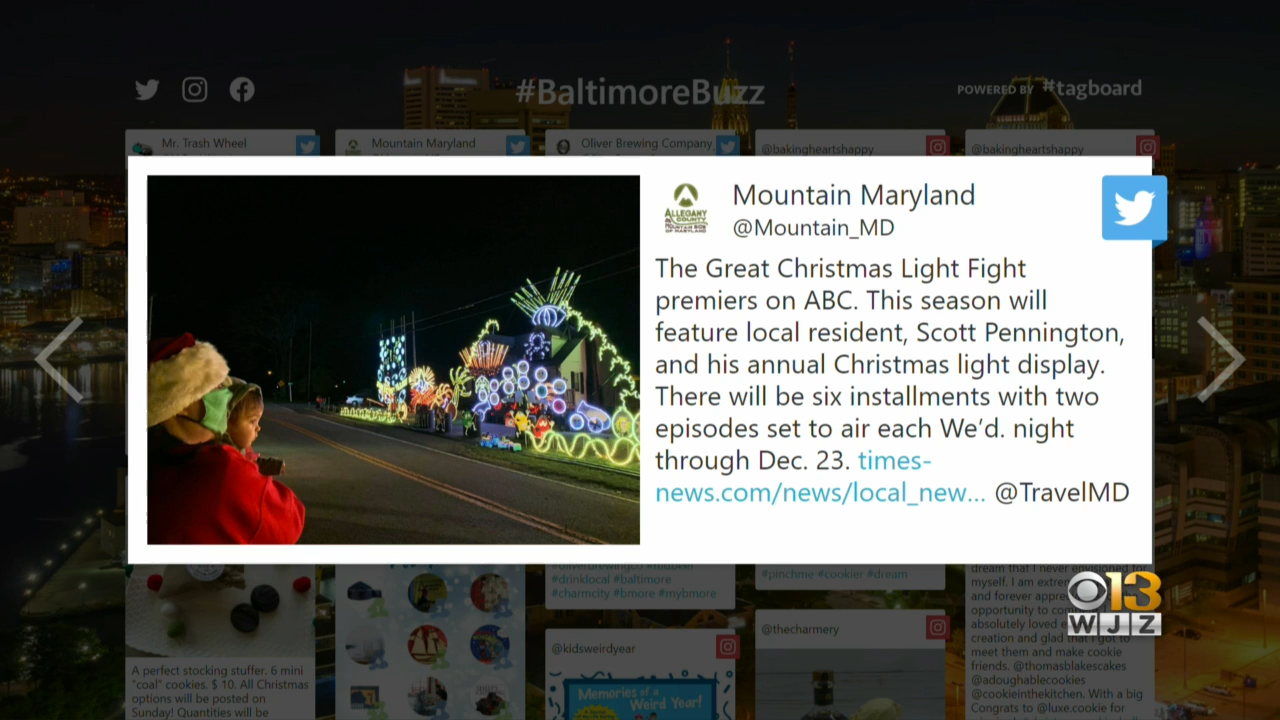 #BaltimoreBuzz
POWERED BY #tagboard
Mr. Trash Wheel
Mountain Maryland
Oliver Brewing Company
@bakingheartshappy
@bakingheartshappy
ALLEGANY
COUNTY
MOUNTAIN SIDE
OF MARYLAND
Mountain Maryland
@Mountain_MD
The Great Christmas Light Fight
premiers on ABC. This season will
feature local resident, Scott Pennington,
and his annual Christmas light display.
There will be six installments with two
episodes set to air each We'd. night
through Dec. 23. times-
news.com/news/local_new... @TravelMD
A perfect stocking stuffer. 6 mini
"coal" cookies. $ 10. All Christmas
options will be posted on
Sunday! Quantities will be
#drinklocal #baltimore
#charmcity #bmore #mybmore
@kidsweirdyear
Memories of a
Weird Year!
#pinchme #cookier #dream
@thecharmery
dream that I never envisioned for
myself. I am
and forever
opportunity to
absolutely loved
creation and glad that I got to
meet them and make cookie
friends. @thomasblakescakes
@adoughablecookies
@cookieinthekitchen. With a big
Congrats to @luxe.cookie for
13
WJZ